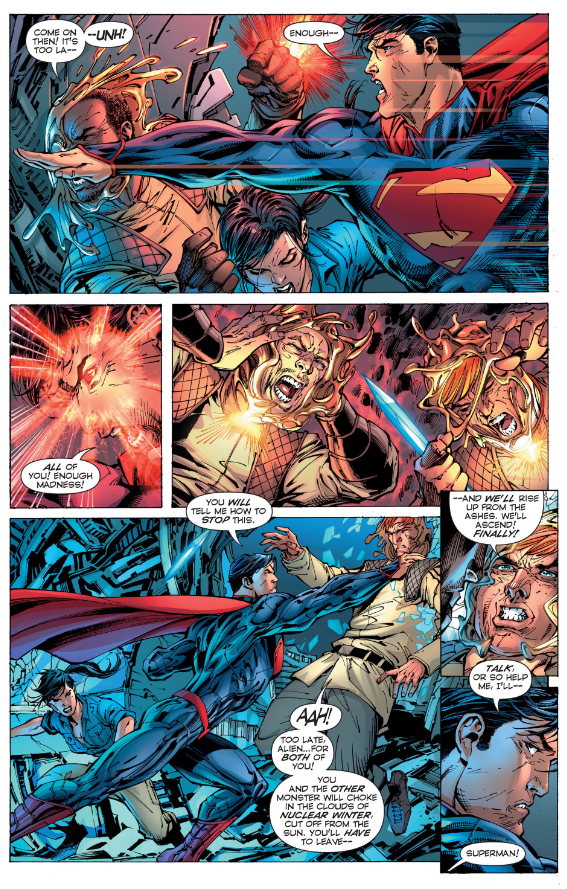 COME ON
THEN! IT'S
TOO LA--
--UNH!
ENOUGH--
ALL OF
YOU! ENOUGH
MADNESS!
YOU WILL
TELL ME HOW TO
STOP THIS.
AAH!
TOO LATE,
ALIEN...FOR
BOTH OF
YOU!
YOU
AND THE OTHER
MONSTER WILL CHOKE
IN THE CLOUDS OF
NUCLEAR WINTER,
CUT OFF FROM THE
SUN. YOU'LL HAVE
TO LEAVE--
--AND WE'LL RISE
UP FROM THE
ASHES. WE'LL
ASCEND!
FINALLY!
TALK,
OR SO HELP
ME, I'LL--
SUPERMAN!